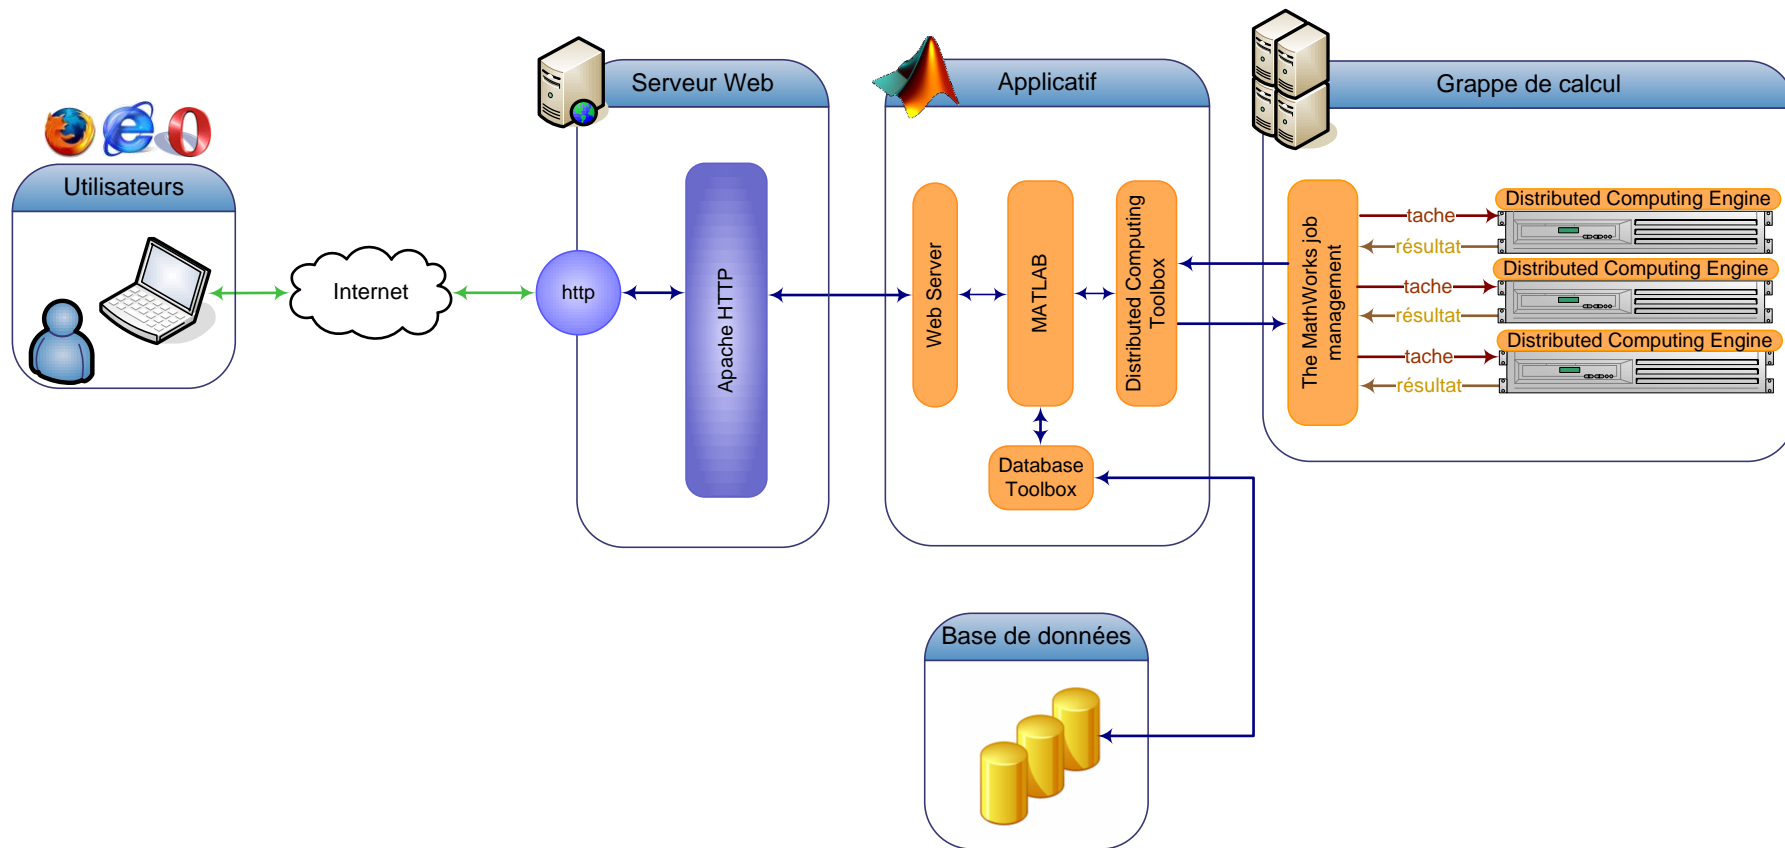 Utilisateurs
Internet
Serveur Web
http
Apache HTTP
Applicatif
Web Server
MATLAB
Distributed Computing
Toolbox
Database
Toolbox
Base de données
Grappe de calcul
The MathWorks job
management
tache
résultat
Distributed Computing Engine
tache
résultat
Distributed Computing Engine
tache
résultat
Distributed Computing Engine